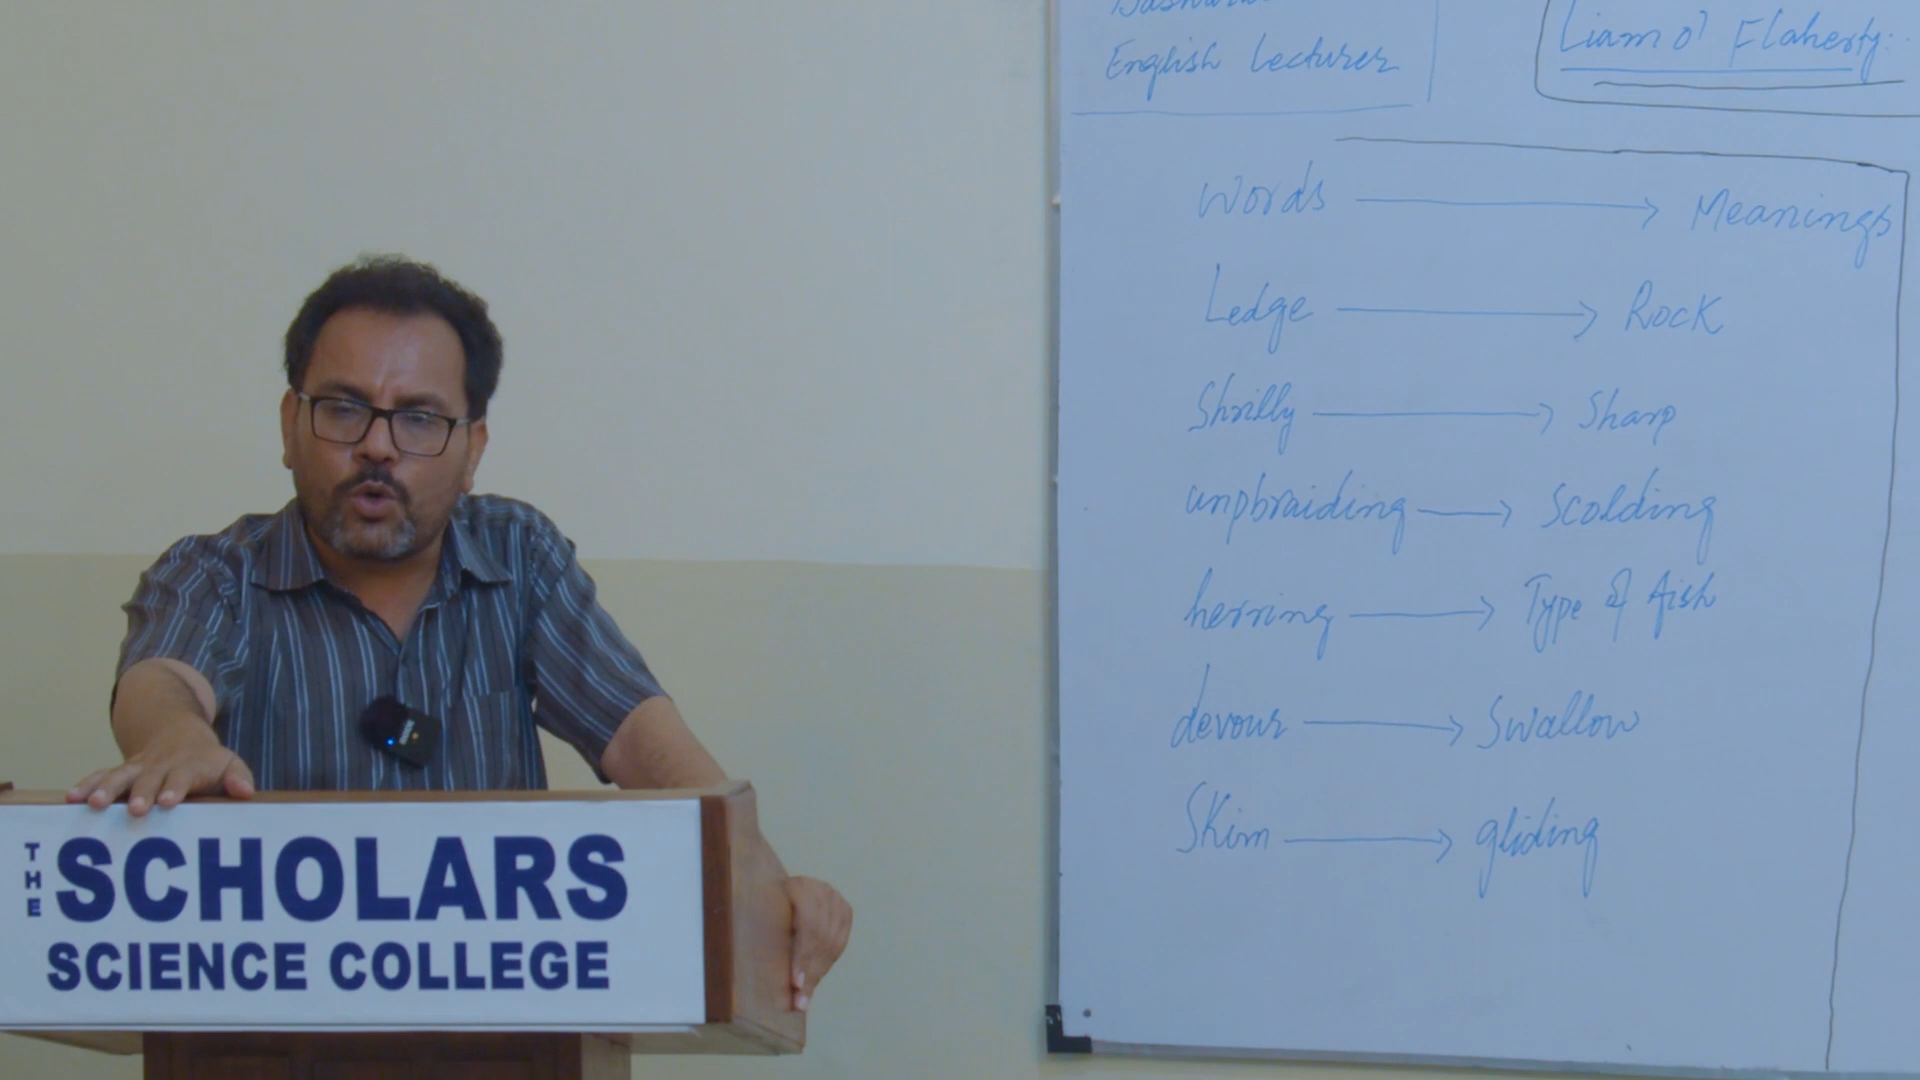 English Lecturer
Liam o' Flaherty:
Words → Meanings
Ledge → Rock
Shrilly → Sharp
unpbraiding → Scolding
herring → Type of fish
devour → Swallow
Skim → gliding
THE SCHOLARS
SCIENCE COLLEGE